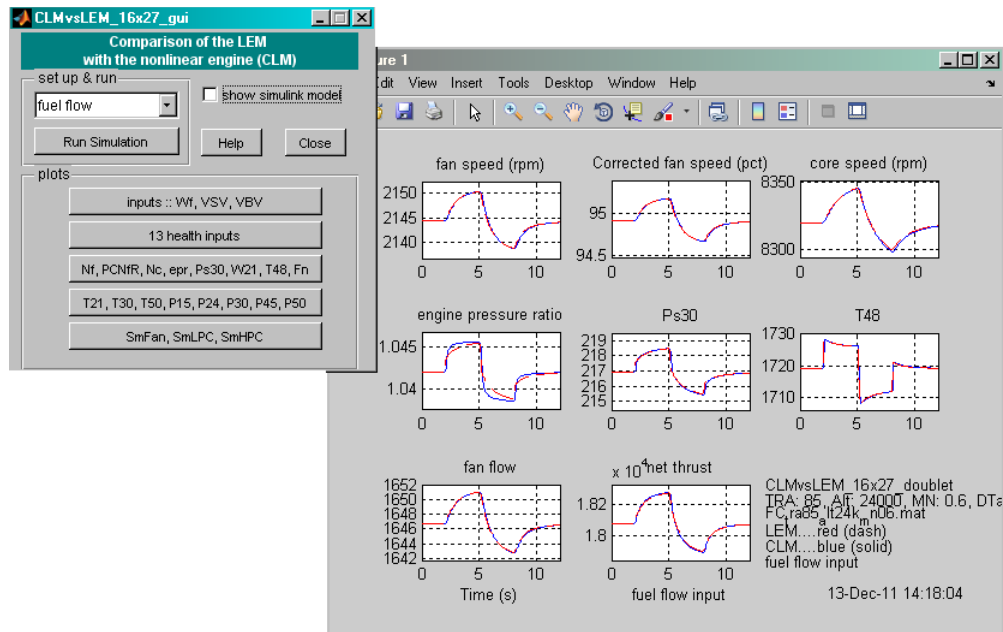 CLMvsLEM_16x27_gui
Comparison of the LEM
with the nonlinear engine (CLM)
set up & run
fuel flow
show simulink model
Run Simulation
Help
Close
plots
inputs :: Wf, VSV, VBV
13 health inputs
Nf, PCNfR, Nc, epr, Ps30, W21, T48, Fn
T21, T30, T50, P15, P24, P30, P45, P50
SmFan, SmLPC, SmHPC
ure 1
Edit View Insert Tools Desktop Window Help
fan speed (rpm)
2150
2145
2140
0 5 10
Corrected fan speed (pct)
95
94.5
0 5 10
core speed (rpm)
8350
8300
0 5 10
engine pressure ratio
1.045
1.04
0 5 10
Ps30
219
218
217
216
215
0 5 10
T48
1730
1720
1710
0 5 10
fan flow
1652
1650
1648
1646
1644
1642
0 5 10
Time (s)
x 10^4 net thrust
1.82
1.8
0 5 10
fuel flow input
CLMvsLEM_16x27_doublet
TRA: 85, Alt: 24000, MN: 0.6, DTa
LEM....red (dash)
CLM....blue (solid)
fuel flow input
13-Dec-11 14:18:04